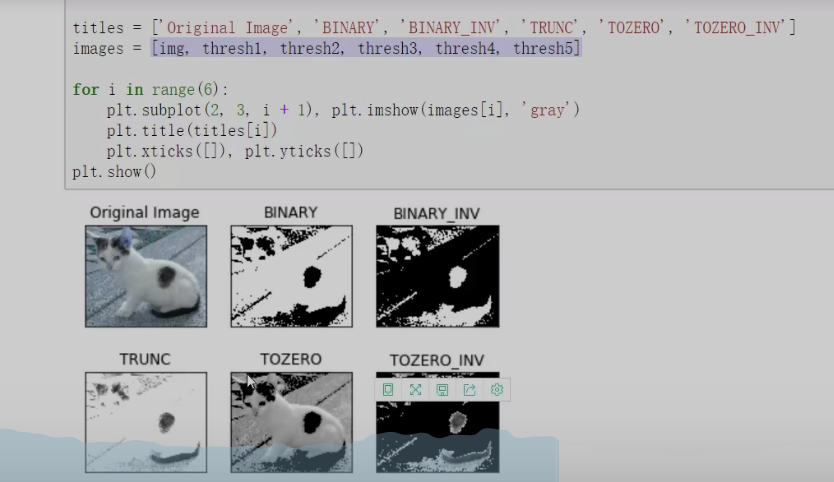 titles = ['Original Image', 'BINARY', 'BINARY_INV', 'TRUNC', 'TOZERO', 'TOZERO_INV']
images = [img, thresh1, thresh2, thresh3, thresh4, thresh5]
for i in range(6):
    plt.subplot(2, 3, i + 1), plt.imshow(images[i], 'gray')
    plt.title(titles[i])
    plt.xticks([]), plt.yticks([])
plt.show()
Original Image BINARY BINARY_INV
TRUNC TOZERO TOZERO_INV